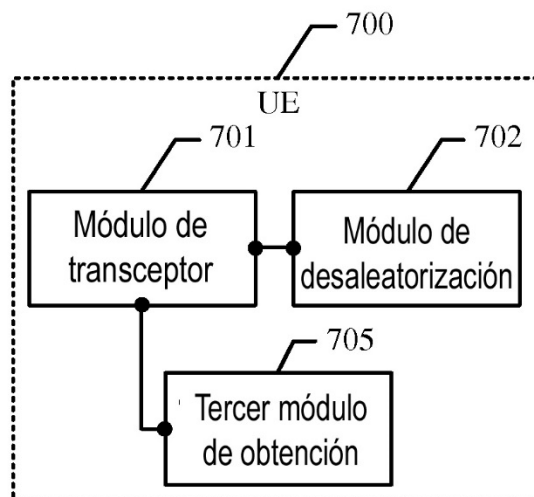 700
UE
701
702
Módulo de
transceptor
Módulo de
desaleatorización
705
Tercer módulo
de obtención